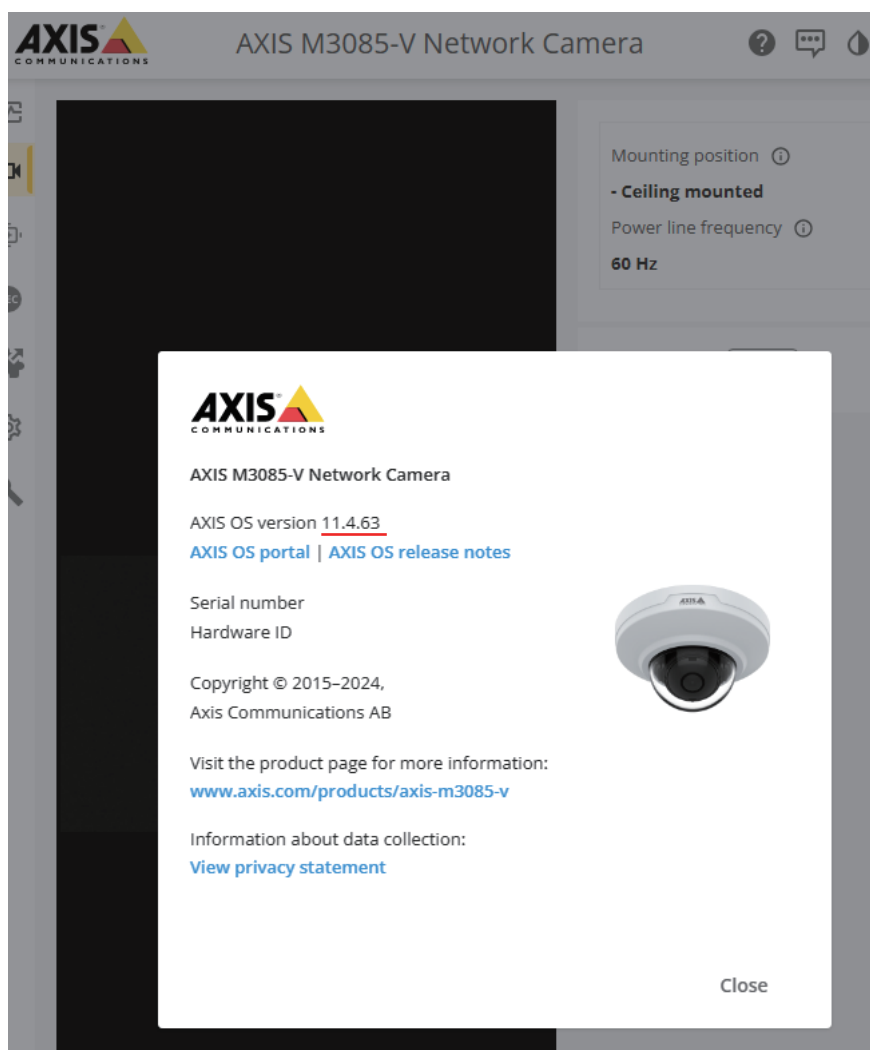 AXIS
COMMUNICATIONS
AXIS M3085-V Network Camera
Mounting position
- Ceiling mounted
Power line frequency
60 Hz
AXIS
COMMUNICATIONS
AXIS M3085-V Network Camera
AXIS OS version 11.4.63
AXIS OS portal | AXIS OS release notes
Serial number
Hardware ID
AXIS
Copyright © 2015–2024,
Axis Communications AB
Visit the product page for more information:
www.axis.com/products/axis-m3085-v
Information about data collection:
View privacy statement
Close